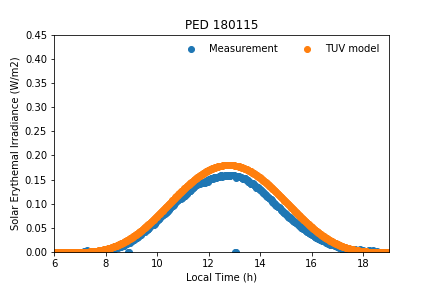 PED 180115
Measurement TUV model
0.45
0.40
0.35
0.30
0.25
0.20
0.15
0.10
0.05
0.00
Solar Erythemal Irradiance (W/m2)
6 8 10 12 14 16 18
Local Time (h)